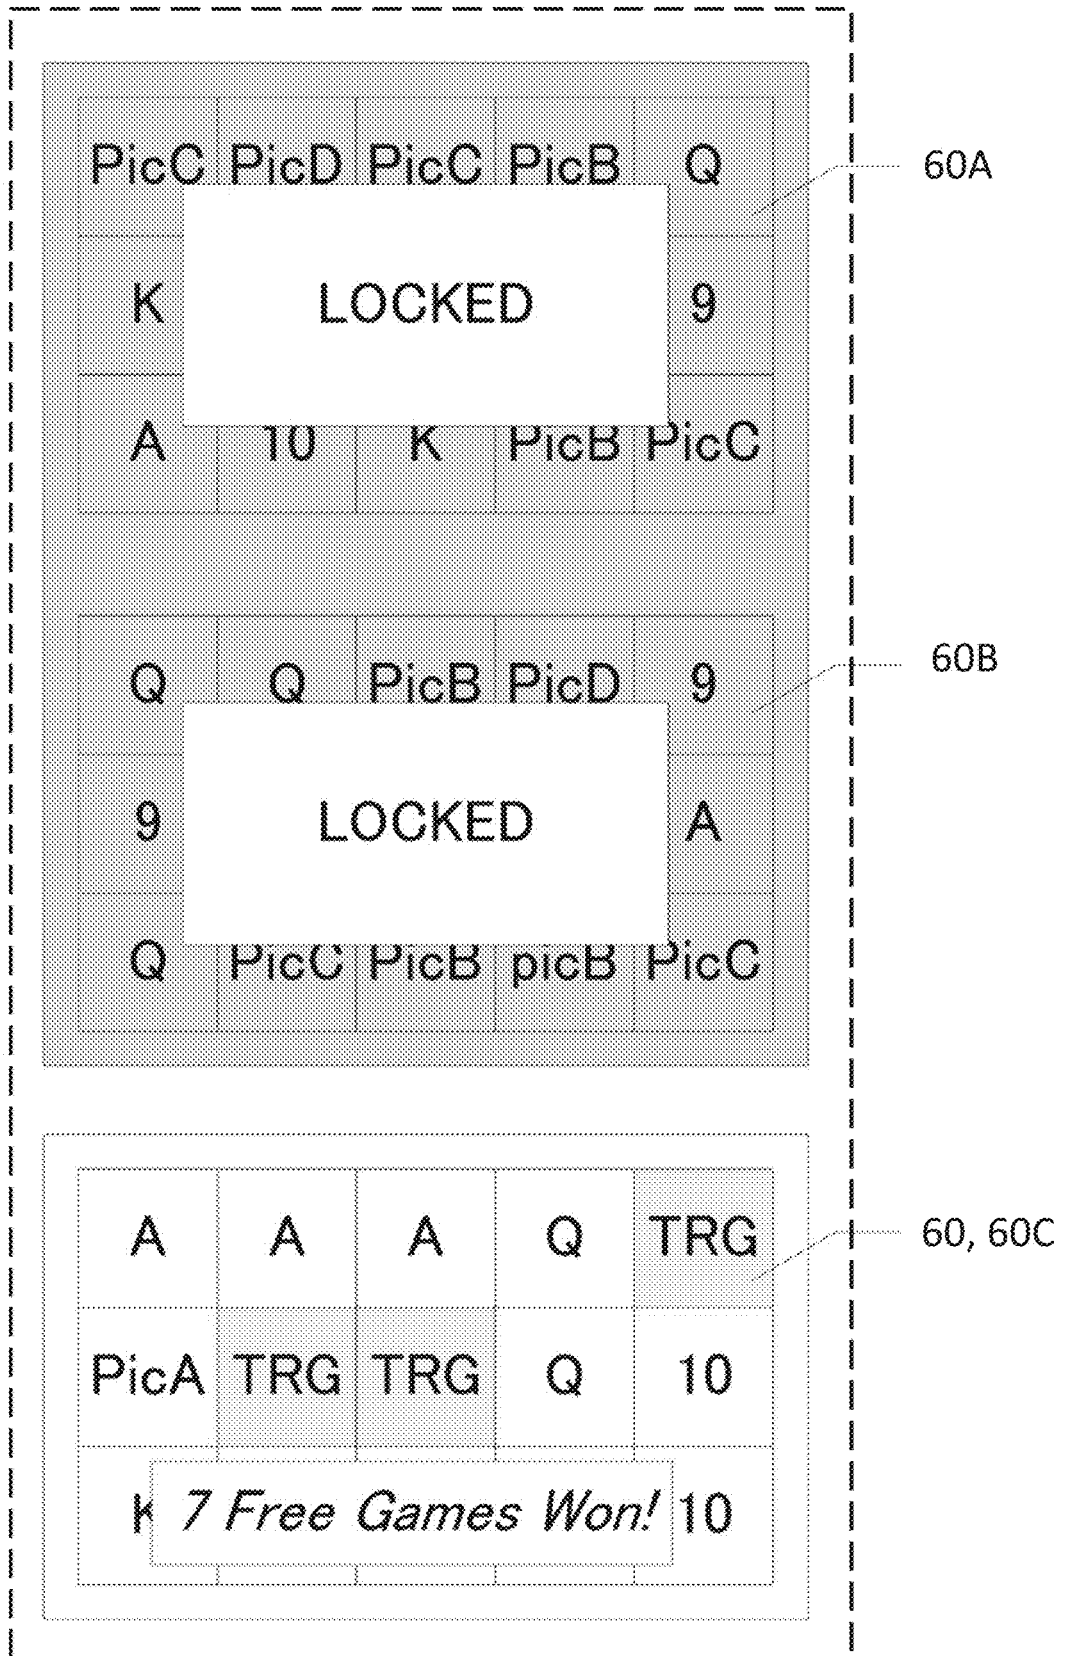 PicC PicD PicC PicB Q
60A
K LOCKED 9
A 10 K PicB PicC
Q Q PicB PicD 9
60B
9 LOCKED A
Q PicC PicB picB PicC
A A A Q TRG
60, 60C
PicA TRG TRG Q 10
K 7 Free Games Won! 10